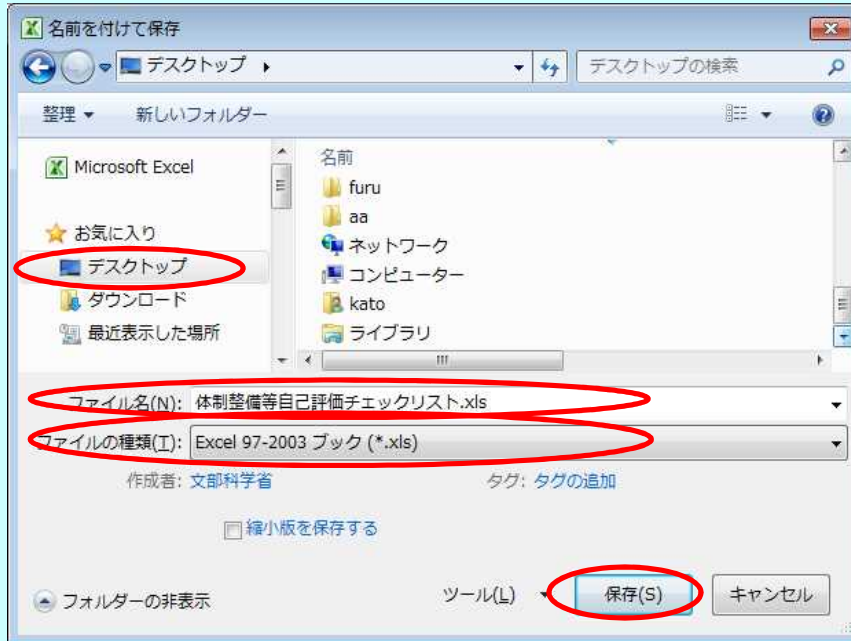 名前を付けて保存
デスクトップ
デスクトップの検索
整理
新しいフォルダー
Microsoft Excel
お気に入り
デスクトップ
ダウンロード
最近表示した場所
名前
furu
aa
ネットワーク
コンピューター
kato
ライブラリ
ファイル名(N): 体制整備等自己評価チェックリスト.xls
ファイルの種類(T): Excel 97-2003 ブック (*.xls)
作成者: 文部科学省 タグ: タグの追加
縮小版を保存する
フォルダーの非表示 ツール(L) 保存(S) キャンセル